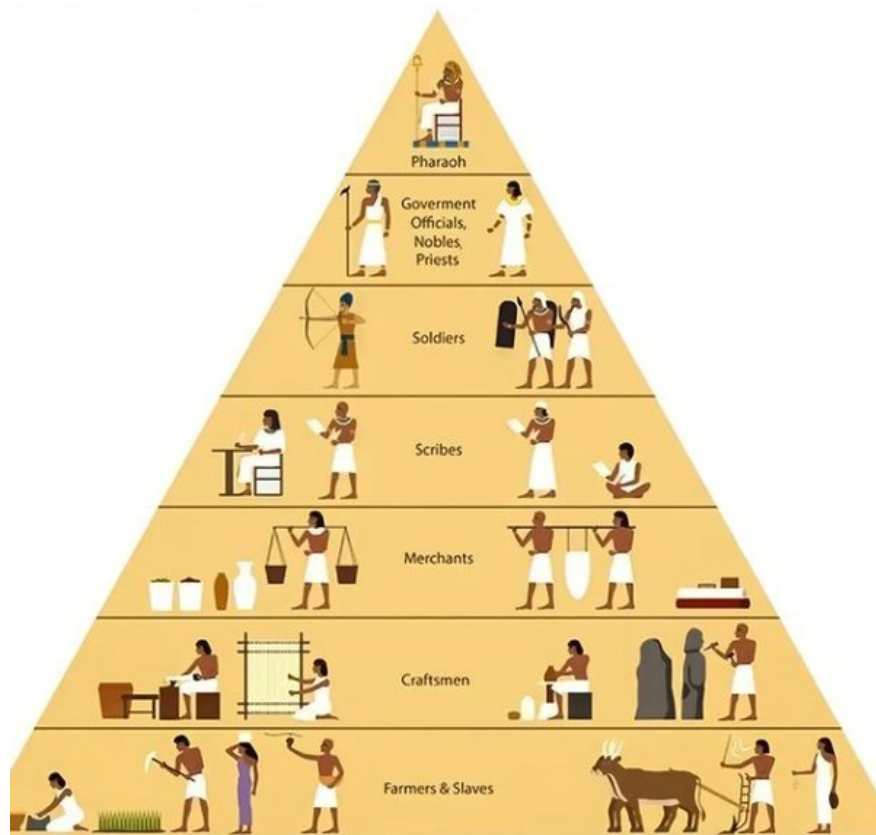 Pharaoh
Goverment
Officials,
Nobles,
Priests
Soldiers
Scribes
Merchants
Craftsmen
Farmers & Slaves